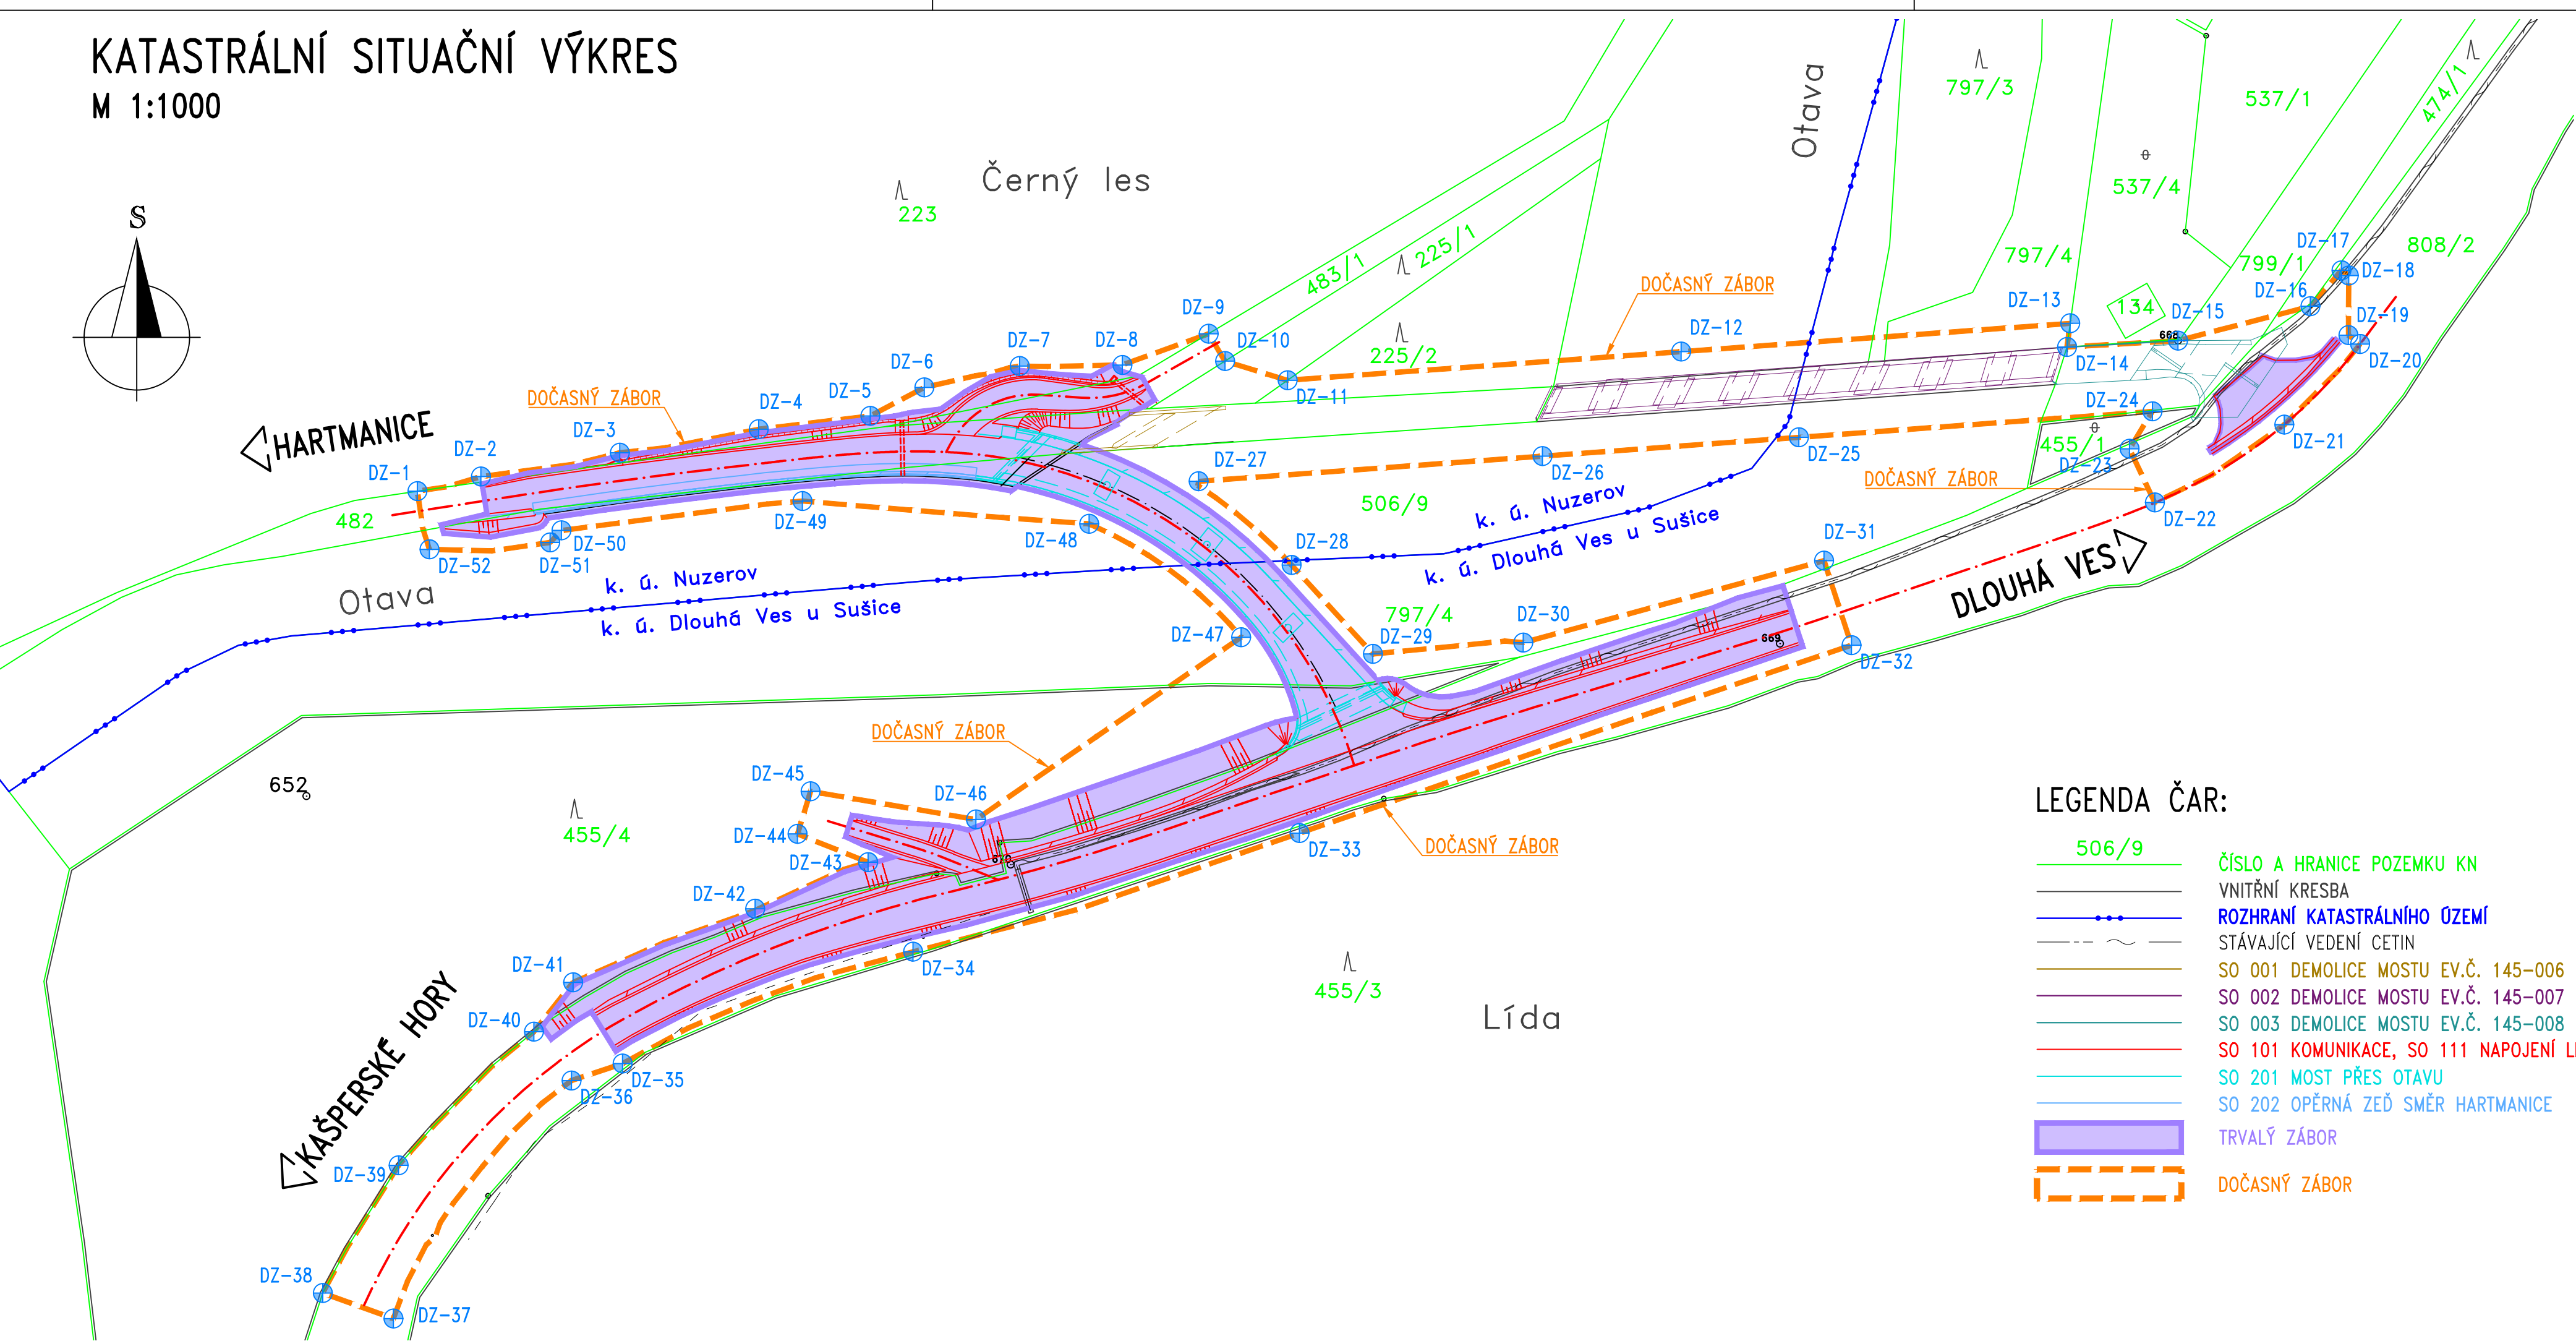 KATASTRÁLNÍ SITUAČNÍ VÝKRES
M 1:1000
S
Černý les
223
Otava
797/3
537/1
474/1
537/4
797/4
799/1
808/2
134
483/1
225/1
225/2
HARTMANICE
DOČASNÝ ZÁBOR
DOČASNÝ ZÁBOR
DZ-1
DZ-2
DZ-3
DZ-4
DZ-5
DZ-6
DZ-7
DZ-8
DZ-9
DZ-10
DZ-11
DZ-12
DZ-13
DZ-14
DZ-15
668
DZ-16
DZ-17
DZ-18
DZ-19
DZ-20
DZ-21
DZ-22
DZ-23
DZ-24
455/1
DOČASNÝ ZÁBOR
DZ-25
DZ-26
DZ-27
DZ-28
506/9
k. ú. Nuzerov
k. ú. Dlouhá Ves u Sušice
482
DZ-52
DZ-51
DZ-50
DZ-49
DZ-48
Otava
k. ú. Nuzerov
k. ú. Dlouhá Ves u Sušice
DZ-47
797/4
DZ-29
DZ-30
DZ-31
DZ-32
669
DLOUHÁ VES
652
455/4
DOČASNÝ ZÁBOR
DZ-45
DZ-46
DZ-44
DZ-43
DZ-42
DZ-33
DOČASNÝ ZÁBOR
DZ-34
DZ-41
DZ-40
DZ-35
DZ-36
455/3
Lída
KAŠPERSKÉ HORY
DZ-39
DZ-38
DZ-37
LEGENDA ČAR:
506/9
ČÍSLO A HRANICE POZEMKU KN
VNITŘNÍ KRESBA
ROZHRANÍ KATASTRÁLNÍHO ÚZEMÍ
STÁVAJÍCÍ VEDENÍ CETIN
SO 001 DEMOLICE MOSTU EV.Č. 145-006
SO 002 DEMOLICE MOSTU EV.Č. 145-007
SO 003 DEMOLICE MOSTU EV.Č. 145-008
SO 101 KOMUNIKACE, SO 111 NAPOJENÍ
SO 201 MOST PŘES OTAVU
SO 202 OPĚRNÁ ZEĎ SMĚR HARTMANICE
TRVALÝ ZÁBOR
DOČASNÝ ZÁBOR